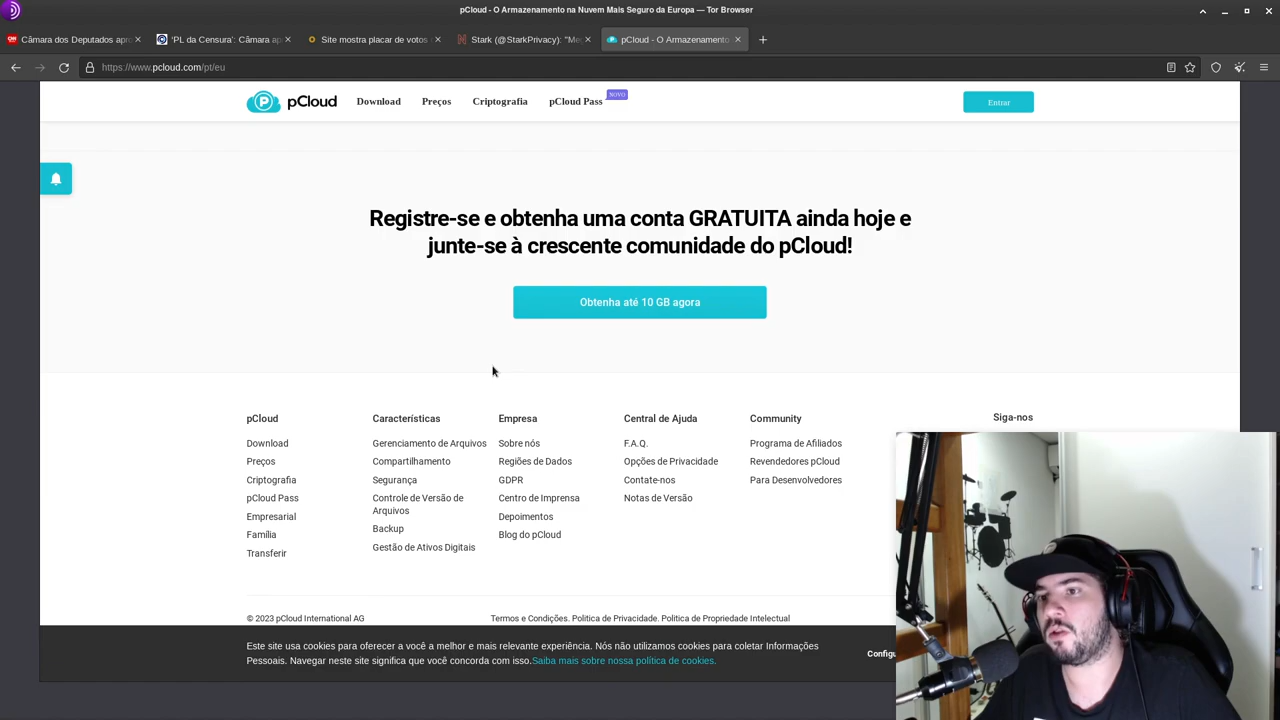 pCloud - O Armazenamento na Nuvem Mais Seguro da Europa — Tor Browser
Câmara dos Deputados apro
'PL da Censura': Câmara ap
Site mostra placar de votos
Stark (@StarkPrivacy): "Me
pCloud - O Armazenamento
https://www.pcloud.com/pt/eu
pCloud
Download
Preços
Criptografia
pCloud Pass
NOVO
Entrar
Registre-se e obtenha uma conta GRATUITA ainda hoje e
junte-se à crescente comunidade do pCloud!
Obtenha até 10 GB agora
pCloud
Download
Preços
Criptografia
pCloud Pass
Empresarial
Família
Transferir
Características
Gerenciamento de Arquivos
Compartilhamento
Segurança
Controle de Versão de
Arquivos
Backup
Gestão de Ativos Digitais
Empresa
Sobre nós
Regiões de Dados
GDPR
Centro de Imprensa
Depoimentos
Blog do pCloud
Central de Ajuda
F.A.Q.
Opções de Privacidade
Contate-nos
Notas de Versão
Community
Programa de Afiliados
Revendedores pCloud
Para Desenvolvedores
Siga-nos
© 2023 pCloud International AG
Termos e Condições. Politica de Privacidade. Politica de Propriedade Intelectual
Este site usa cookies para oferecer a você a melhor e mais relevante experiência. Nós não utilizamos cookies para coletar Informações
Pessoais. Navegar neste site significa que você concorda com isso.Saiba mais sobre nossa política de cookies.
Configu